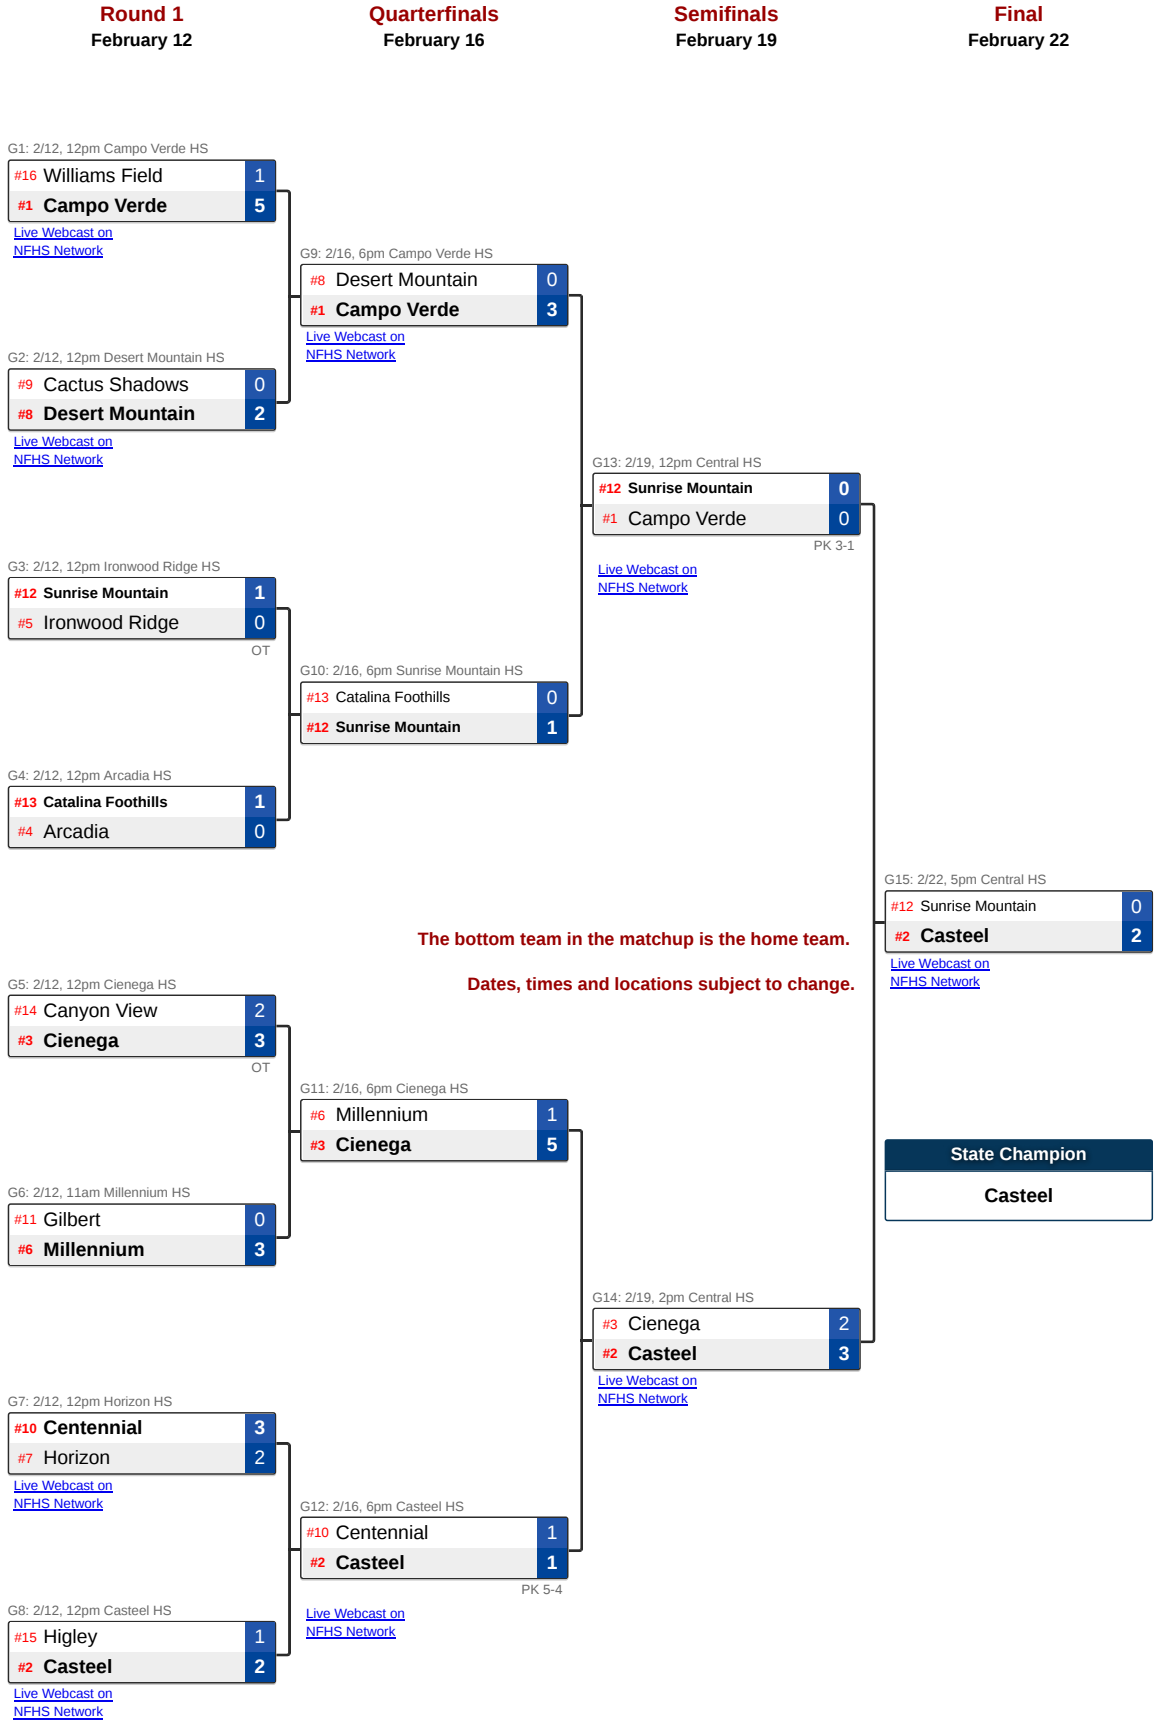 Round 1
February 12
Quarterfinals
February 16
Semifinals
February 19
Final
February 22
G1: 2/12, 12pm Campo Verde HS
#16 Williams Field 1
#1 Campo Verde 5
Live Webcast on
NFHS Network
G2: 2/12, 12pm Desert Mountain HS
#9 Cactus Shadows 0
#8 Desert Mountain 2
Live Webcast on
NFHS Network
G3: 2/12, 12pm Ironwood Ridge HS
#12 Sunrise Mountain 1
#5 Ironwood Ridge 0
OT
G4: 2/12, 12pm Arcadia HS
#13 Catalina Foothills 1
#4 Arcadia 0
G5: 2/12, 12pm Cienega HS
#14 Canyon View 2
#3 Cienega 3
OT
G6: 2/12, 11am Millennium HS
#11 Gilbert 0
#6 Millennium 3
G7: 2/12, 12pm Horizon HS
#10 Centennial 3
#7 Horizon 2
Live Webcast on
NFHS Network
G8: 2/12, 12pm Casteel HS
#15 Higley 1
#2 Casteel 2
Live Webcast on
NFHS Network
G9: 2/16, 6pm Campo Verde HS
#8 Desert Mountain 0
#1 Campo Verde 3
Live Webcast on
NFHS Network
G10: 2/16, 6pm Sunrise Mountain HS
#13 Catalina Foothills 0
#12 Sunrise Mountain 1
G11: 2/16, 6pm Cienega HS
#6 Millennium 1
#3 Cienega 5
G12: 2/16, 6pm Casteel HS
#10 Centennial 1
#2 Casteel 1
PK 5-4
Live Webcast on
NFHS Network
G13: 2/19, 12pm Central HS
#12 Sunrise Mountain 0
#1 Campo Verde 0
PK 3-1
Live Webcast on
NFHS Network
The bottom team in the matchup is the home team.
Dates, times and locations subject to change.
G14: 2/19, 2pm Central HS
#3 Cienega 2
#2 Casteel 3
Live Webcast on
NFHS Network
G15: 2/22, 5pm Central HS
#12 Sunrise Mountain 0
#2 Casteel 2
Live Webcast on
NFHS Network
State Champion
Casteel